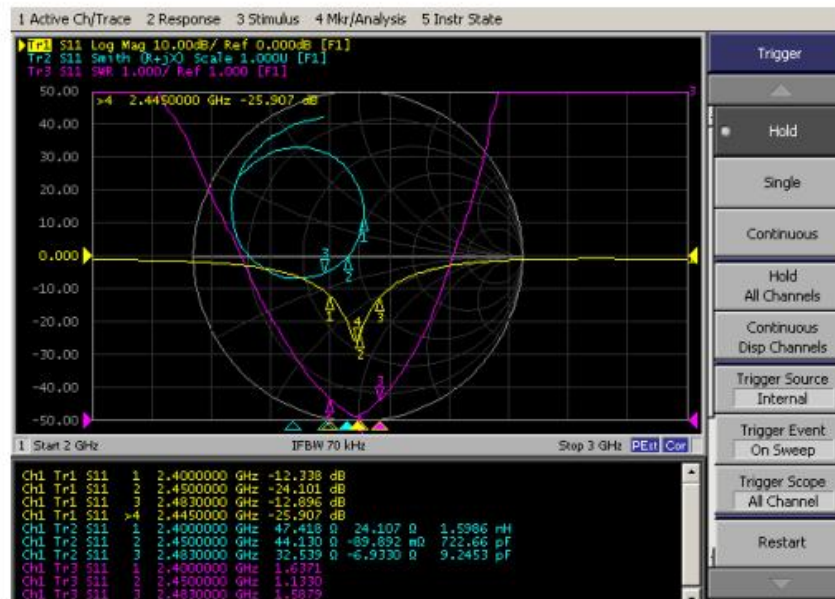 1 Active Ch/Trace 2 Response 3 Stimulus 4 Mkr/Analysis 5 Instr State
Tr1 S11 Log Mag 10.00dB/ Ref 0.000dB [F1]
Tr2 S11 Smith (R+jX) Scale 1.000U [F1]
Tr3 S11 SWR 1.000/ Ref 1.000 [F1]
50.00
>4 2.4450000 GHz -25.907 dB
40.00
30.00
20.00
10.00
0.000
-10.00
-20.00
-30.00
-40.00
-50.00
3
1
3
2
1
4
2
3
1
3
1 Start 2 GHz IFBW 70 kHz Stop 3 GHz PExt Cor
Ch1 Tr1 S11 1 2.4000000 GHz -12.338 dB
Ch1 Tr1 S11 2 2.4500000 GHz -24.101 dB
Ch1 Tr1 S11 3 2.4830000 GHz -12.896 dB
Ch1 Tr1 S11 >4 2.4450000 GHz -25.907 dB
Ch1 Tr2 S11 1 2.4000000 GHz 47.418 Ω 24.107 Ω 1.5986 nH
Ch1 Tr2 S11 2 2.4500000 GHz 44.130 Ω -89.892 mΩ 722.66 pF
Ch1 Tr2 S11 3 2.4830000 GHz 32.539 Ω -6.9330 Ω 9.2453 pF
Ch1 Tr3 S11 1 2.4000000 GHz 1.6371
Ch1 Tr3 S11 2 2.4500000 GHz 1.1330
Ch1 Tr3 S11 3 2.4830000 GHz 1.5879
Trigger
Hold
Single
Continuous
Hold
All Channels
Continuous
Disp Channels
Trigger Source
Internal
Trigger Event
On Sweep
Trigger Scope
All Channel
Restart